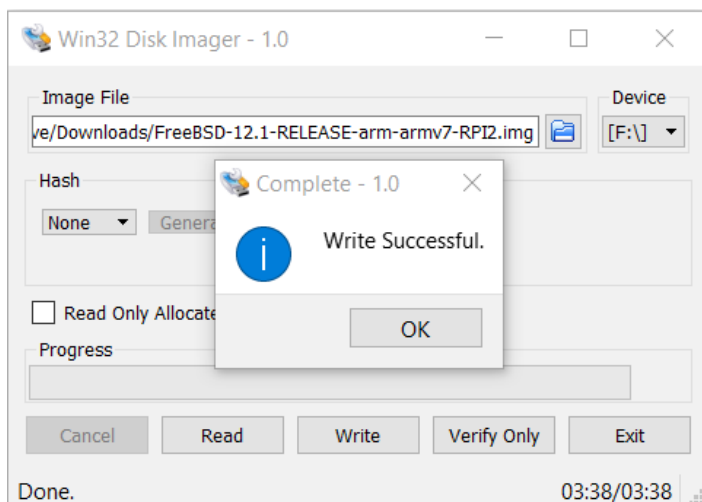 Win32 Disk Imager - 1.0
Image File
Device
ve/Downloads/FreeBSD-12.1-RELEASE-arm-armv7-RPI2.img
[F:\]
Hash
Complete - 1.0
None
Genera
Write Successful.
Read Only Allocate
OK
Progress
Cancel Read Write Verify Only Exit
Done. 03:38/03:38